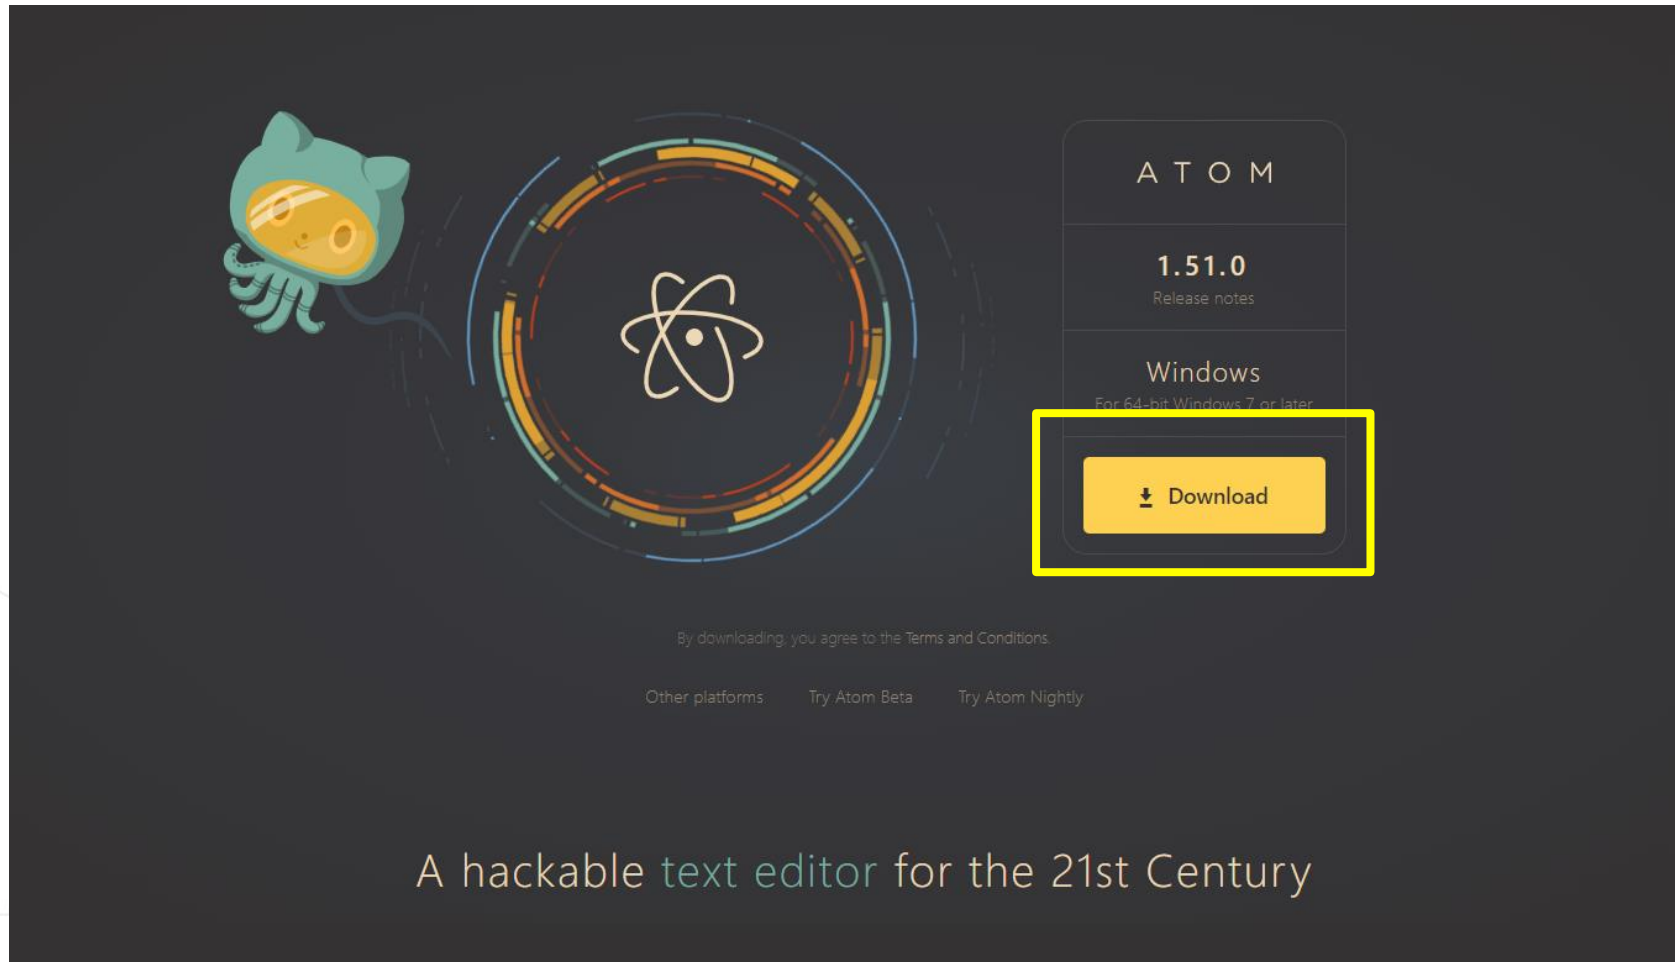 ATOM
1.51.0
Release notes
Windows
For 64-bit Windows 7 or later
Download
By downloading, you agree to the Terms and Conditions.
Other platforms Try Atom Beta Try Atom Nightly
A hackable text editor for the 21st Century